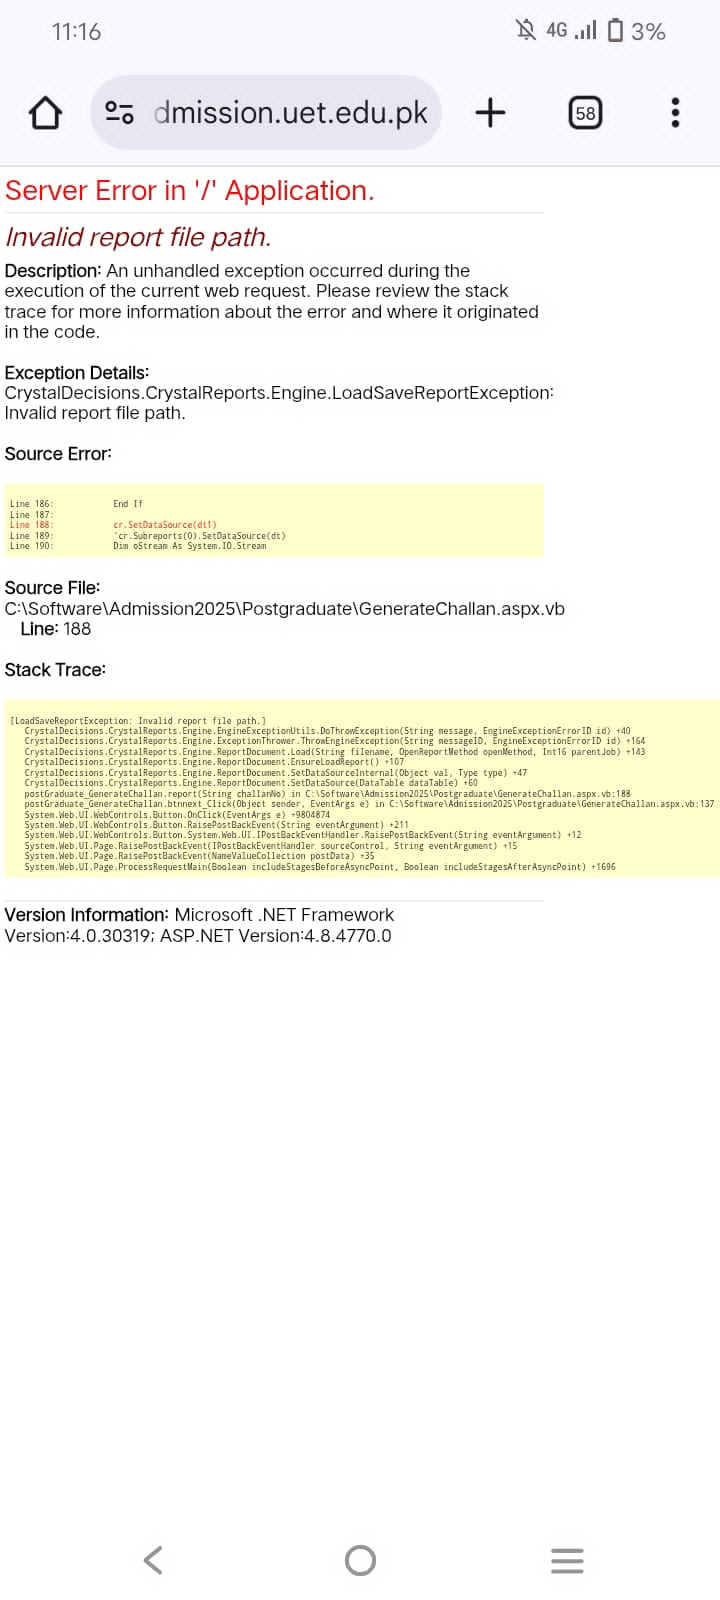 11:16
4G 3%
dmission.uet.edu.pk
58
Server Error in '/' Application.
Invalid report file path.
Description: An unhandled exception occurred during the
execution of the current web request. Please review the stack
trace for more information about the error and where it originated
in the code.
Exception Details:
CrystalDecisions.CrystalReports.Engine.LoadSaveReportException:
Invalid report file path.
Source Error:
Line 186: End If
Line 187:
Line 188: cr.SetDataSource(dt1)
Line 189: 'cr.Subreports(0).SetDataSource(dt)
Line 190: Dim oStream As System.IO.Stream
Source File:
C:\Software\Admission2025\Postgraduate\GenerateChallan.aspx.vb
Line: 188
Stack Trace:
[LoadSaveReportException: Invalid report file path.]
CrystalDecisions.CrystalReports.Engine.EngineExceptionUtils.DoThrowException(String message, EngineExceptionErrorID id) +40
CrystalDecisions.CrystalReports.Engine.ExceptionThrower.ThrowEngineException(String messageID, EngineExceptionErrorID id) +164
CrystalDecisions.CrystalReports.Engine.ReportDocument.Load(String filename, OpenReportMethod openMethod, Int16 parentJob) +143
CrystalDecisions.CrystalReports.Engine.ReportDocument.EnsureLoadReport() +107
CrystalDecisions.CrystalReports.Engine.ReportDocument.SetDataSourceInternal(Object val, Type type) +47
CrystalDecisions.CrystalReports.Engine.ReportDocument.SetDataSource(DataTable dataTable) +60
postGraduate_GenerateChallan.report(String challanNo) in C:\Software\Admission2025\Postgraduate\GenerateChallan.aspx.vb:188
postGraduate_GenerateChallan.btnnext_Click(Object sender, EventArgs e) in C:\Software\Admission2025\Postgraduate\GenerateChallan.aspx.vb:137
System.Web.UI.WebControls.Button.OnClick(EventArgs e) +9804874
System.Web.UI.WebControls.Button.RaisePostBackEvent(String eventArgument) +211
System.Web.UI.WebControls.Button.System.Web.UI.IPostBackEventHandler.RaisePostBackEvent(String eventArgument) +12
System.Web.UI.Page.RaisePostBackEvent(IPostBackEventHandler sourceControl, String eventArgument) +15
System.Web.UI.Page.RaisePostBackEvent(NameValueCollection postData) +35
System.Web.UI.Page.ProcessRequestMain(Boolean includeStagesBeforeAsyncPoint, Boolean includeStagesAfterAsyncPoint) +1696
Version Information: Microsoft .NET Framework
Version:4.0.30319; ASP.NET Version:4.8.4770.0